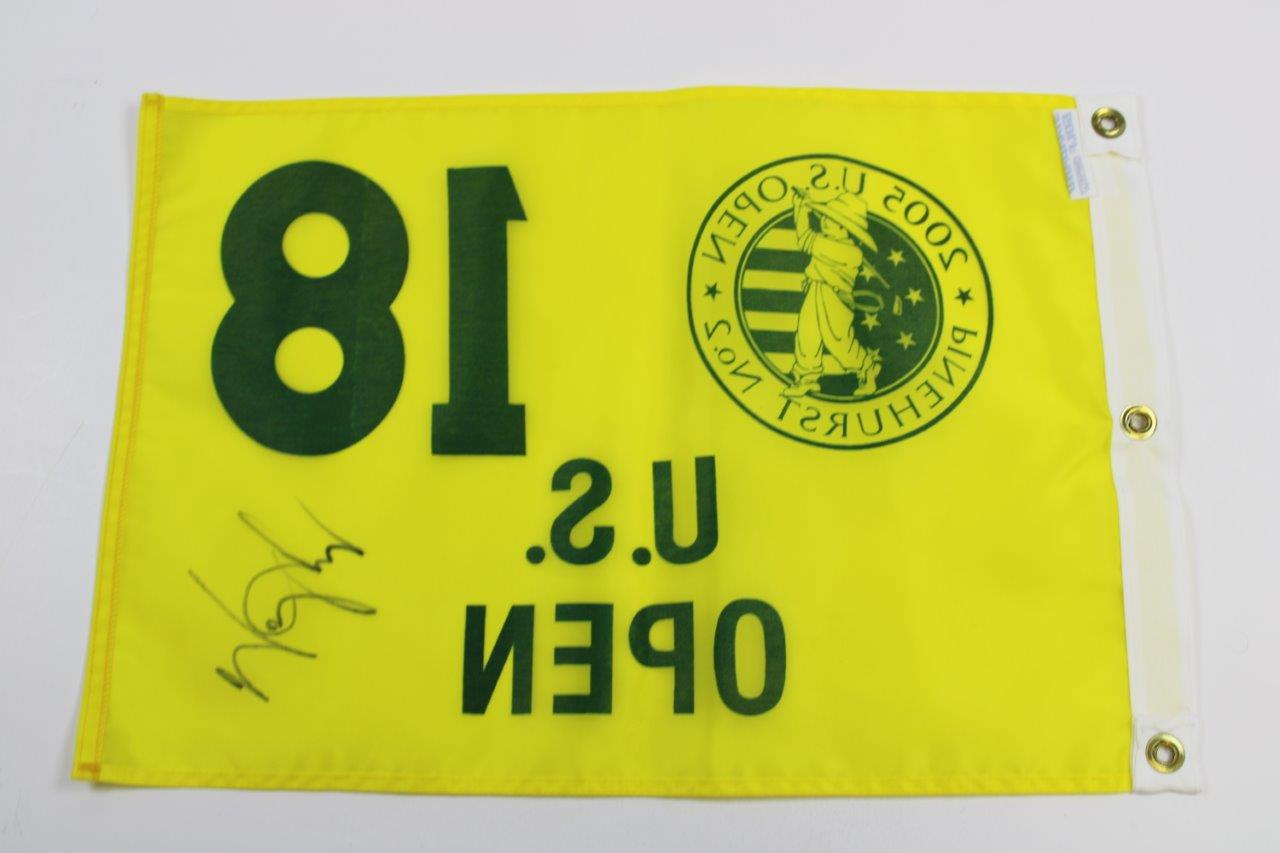 18
2005 U.S. OPEN
PINEHURST No.2
U.S.
OPEN